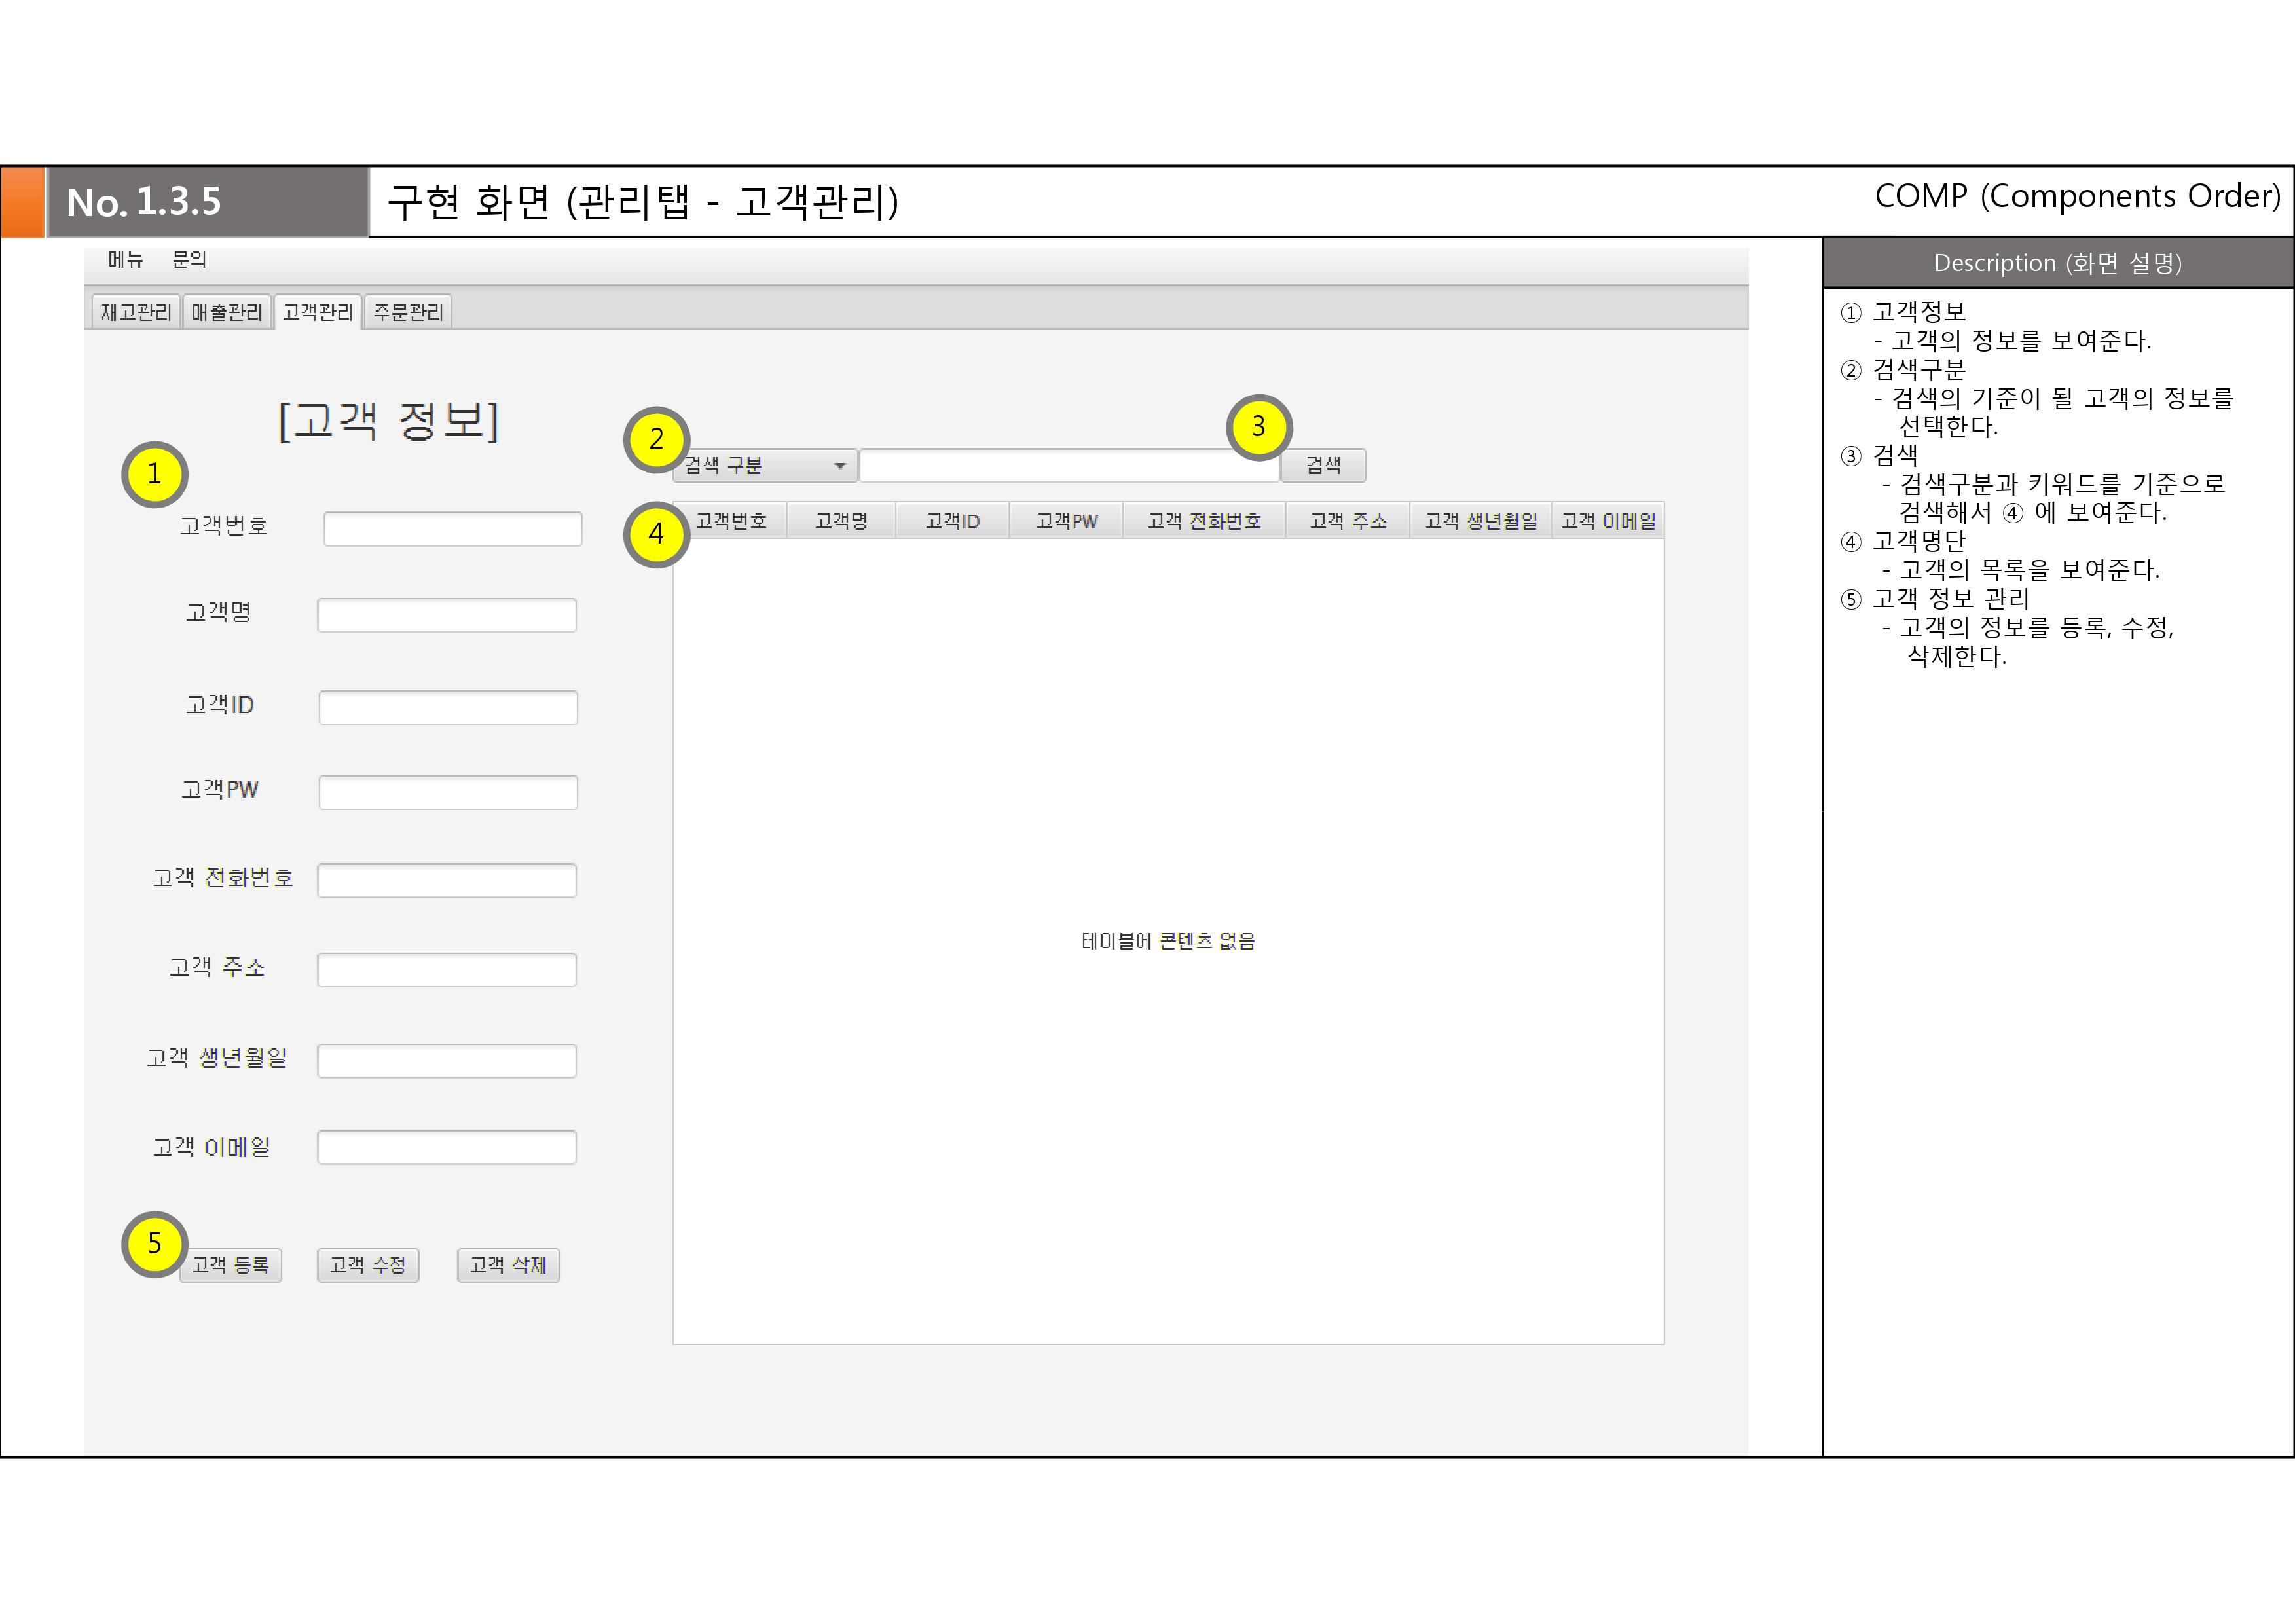 No. 1.3.5
구현 화면 (관리탭 - 고객관리)
COMP (Components Order)
메뉴 문의
재고관리 매출관리 고객관리 주문관리
[고객 정보]
1
고객번호
고객명
고객ID
고객PW
고객 전화번호
고객 주소
고객 생년월일
고객 이메일
5
고객 등록 고객 수정 고객 삭제
2
3
검색 구분 검색
4
고객번호 고객명 고객ID 고객PW 고객 전화번호 고객 주소 고객 생년월일 고객 이메일
테이블에 콘텐츠 없음
Description (화면 설명)
① 고객정보
- 고객의 정보를 보여준다.
② 검색구분
- 검색의 기준이 될 고객의 정보를
선택한다.
③ 검색
- 검색구분과 키워드를 기준으로
검색해서 ④ 에 보여준다.
④ 고객명단
- 고객의 목록을 보여준다.
⑤ 고객 정보 관리
- 고객의 정보를 등록, 수정,
삭제한다.